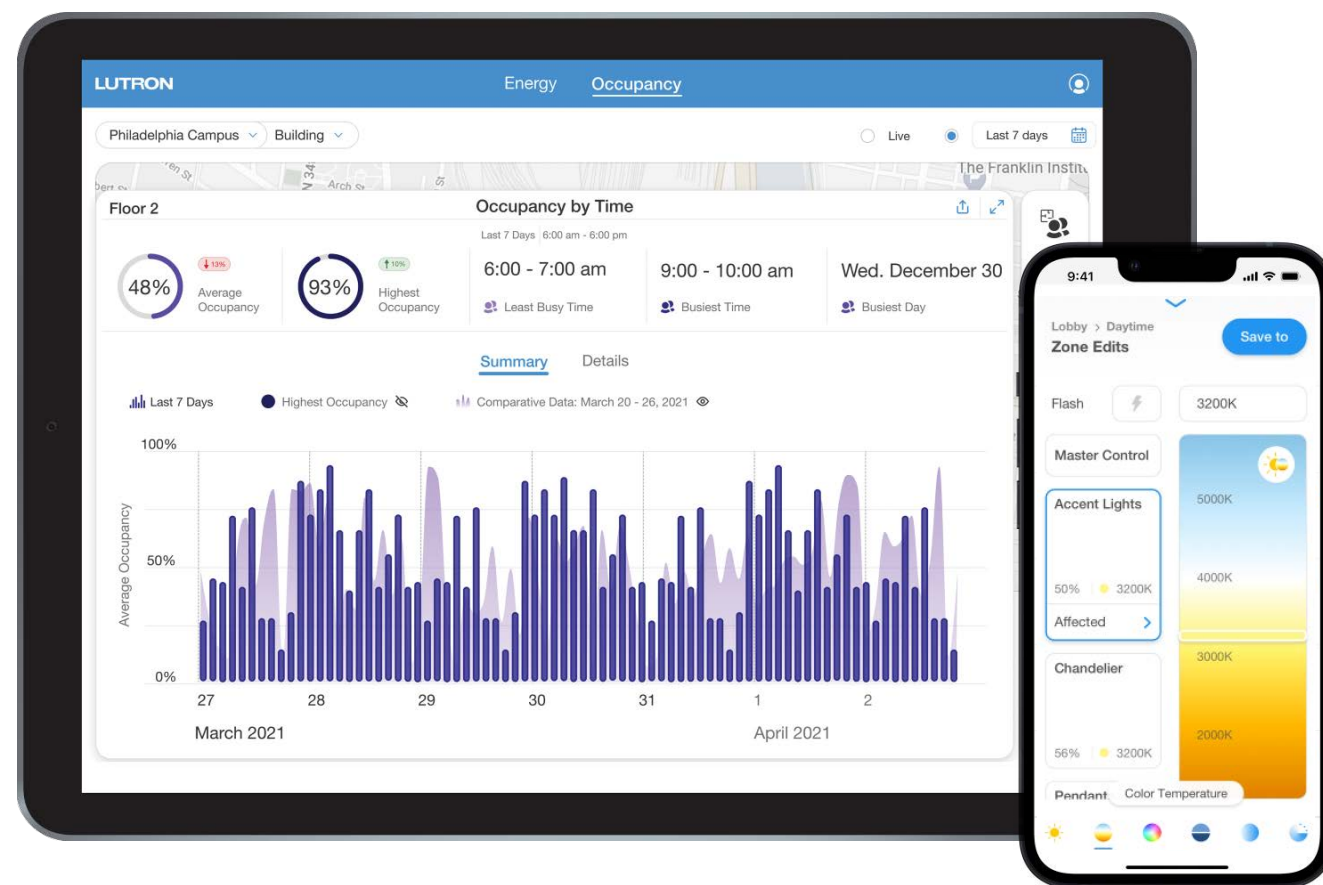 LUTRON
Energy Occupancy
Philadelphia Campus Building
Live Last 7 days
N 34
Arch St
St
The Franklin
Floor 2 Occupancy by Time
Last 7 Days 6:00 am - 6:00 pm
48%
13%
Average
Occupancy
93%
10%
Highest
Occupancy
6:00 - 7:00 am
Least Busy Time
9:00 - 10:00 am
Busiest Time
Wed. December 30
Busiest Day
Summary Details
Last 7 Days Highest Occupancy Comparative Data: March 20 - 26, 2021
Average Occupancy
100%
50%
0%
27 28 29 30 31 1 2
March 2021 April 2021
9:41
Lobby > Daytime
Zone Edits
Save to
Flash
3200K
Master Control
Accent Lights
50% 3200K
Affected
Chandelier
56% 3200K
Pendant
5000K
4000K
3000K
2000K
Color Temperature